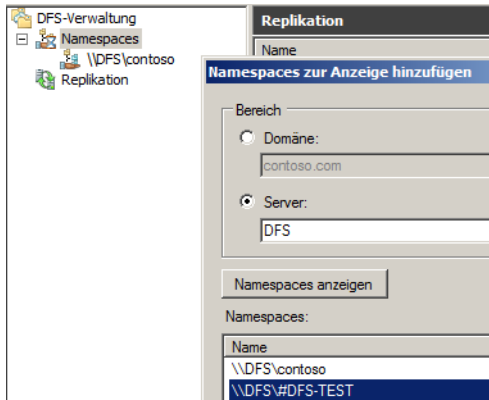 DFS-Verwaltung
Namespaces
\\DFS\contoso
Replikation
Replikation
Name
Namespaces zur Anzeige hinzufügen
Bereich
Domäne:
contoso.com
Server:
DFS
Namespaces anzeigen
Namespaces:
Name
\\DFS\contoso
\\DFS\#DFS-TEST